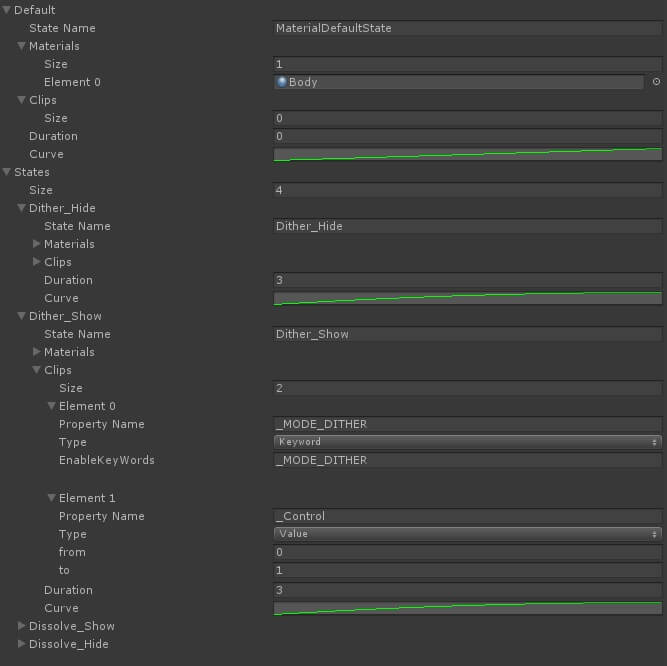 Default
State Name MaterialDefaultState
Materials
Size 1
Element 0 Body
Clips
Size 0
Duration 0
Curve
States
Size 4
Dither_Hide
State Name Dither_Hide
Materials
Clips
Duration 3
Curve
Dither_Show
State Name Dither_Show
Materials
Clips
Size 2
Element 0
Property Name _MODE_DITHER
Type Keyword
EnableKeyWords _MODE_DITHER
Element 1
Property Name _Control
Type Value
from 0
to 1
Duration 3
Curve
Dissolve_Show
Dissolve_Hide